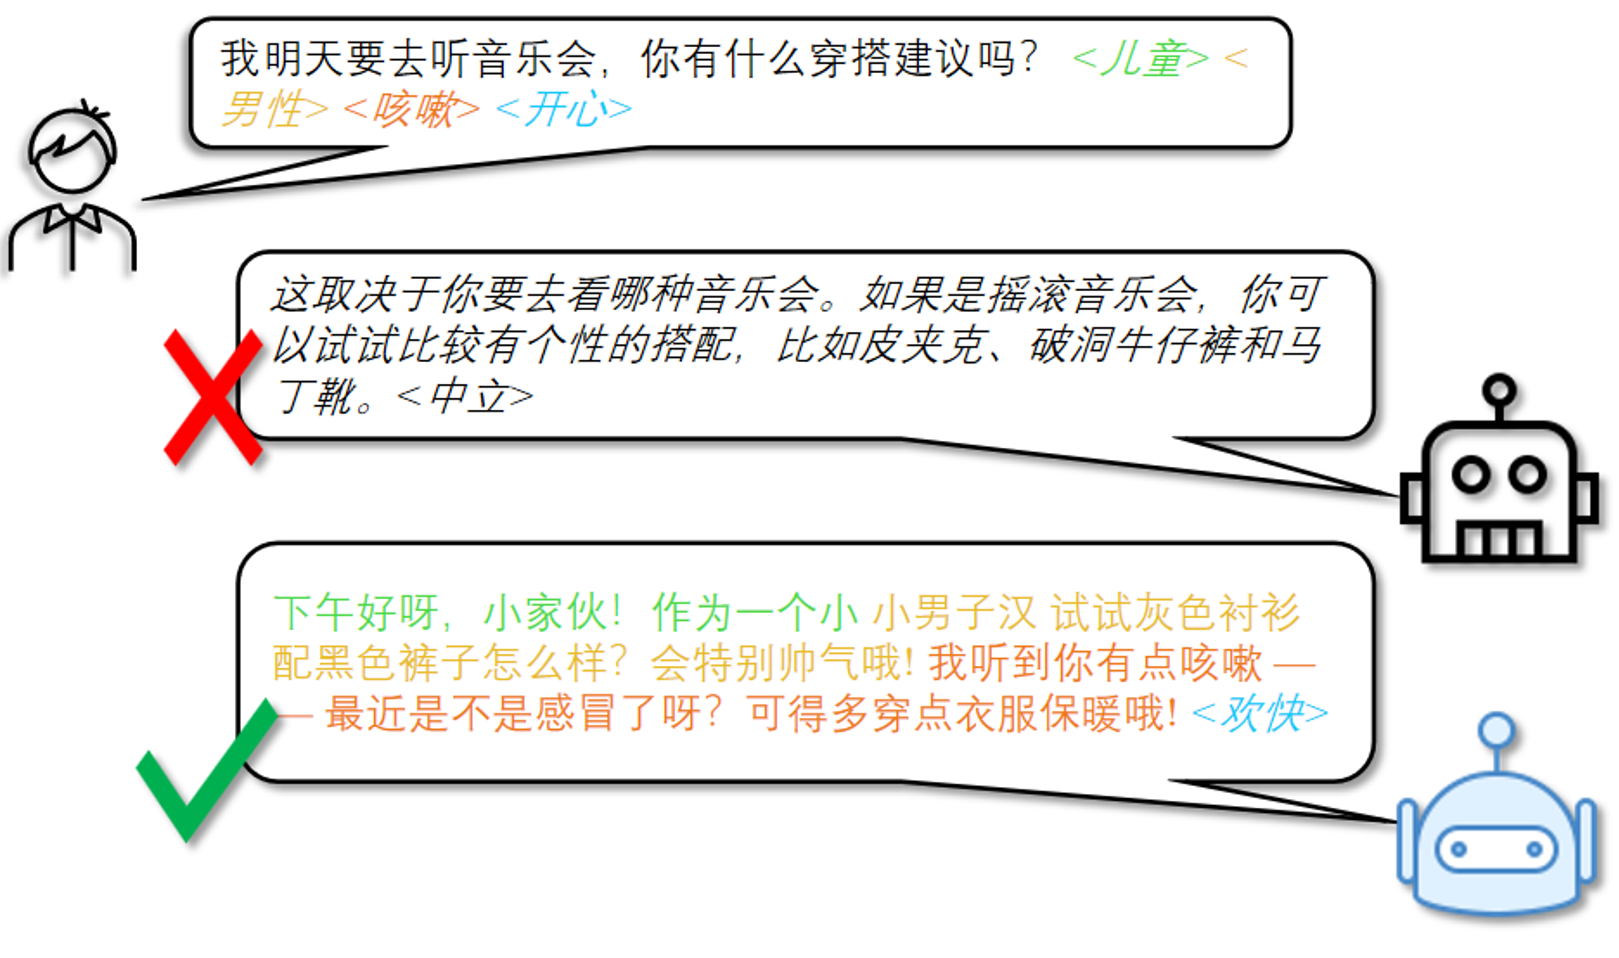 我明天要去听音乐会，你有什么穿搭建议吗？ <儿童> <
男性> <咳嗽> <开心>
这取决于你要去看哪种音乐会。如果是摇滚音乐会，你可
以试试比较有个性的搭配，比如皮夹克、破洞牛仔裤和马
丁靴。<中立>
下午好呀，小家伙！作为一个小 小男子汉 试试灰色衬衫
配黑色裤子怎么样？会特别帅气哦! 我听到你有点咳嗽 —
— 最近是不是感冒了呀？可得多穿点衣服保暖哦! <欢快>